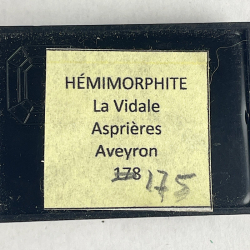 HÉMIMORPHITE
La Vidale
Asprières
Aveyron
178 175